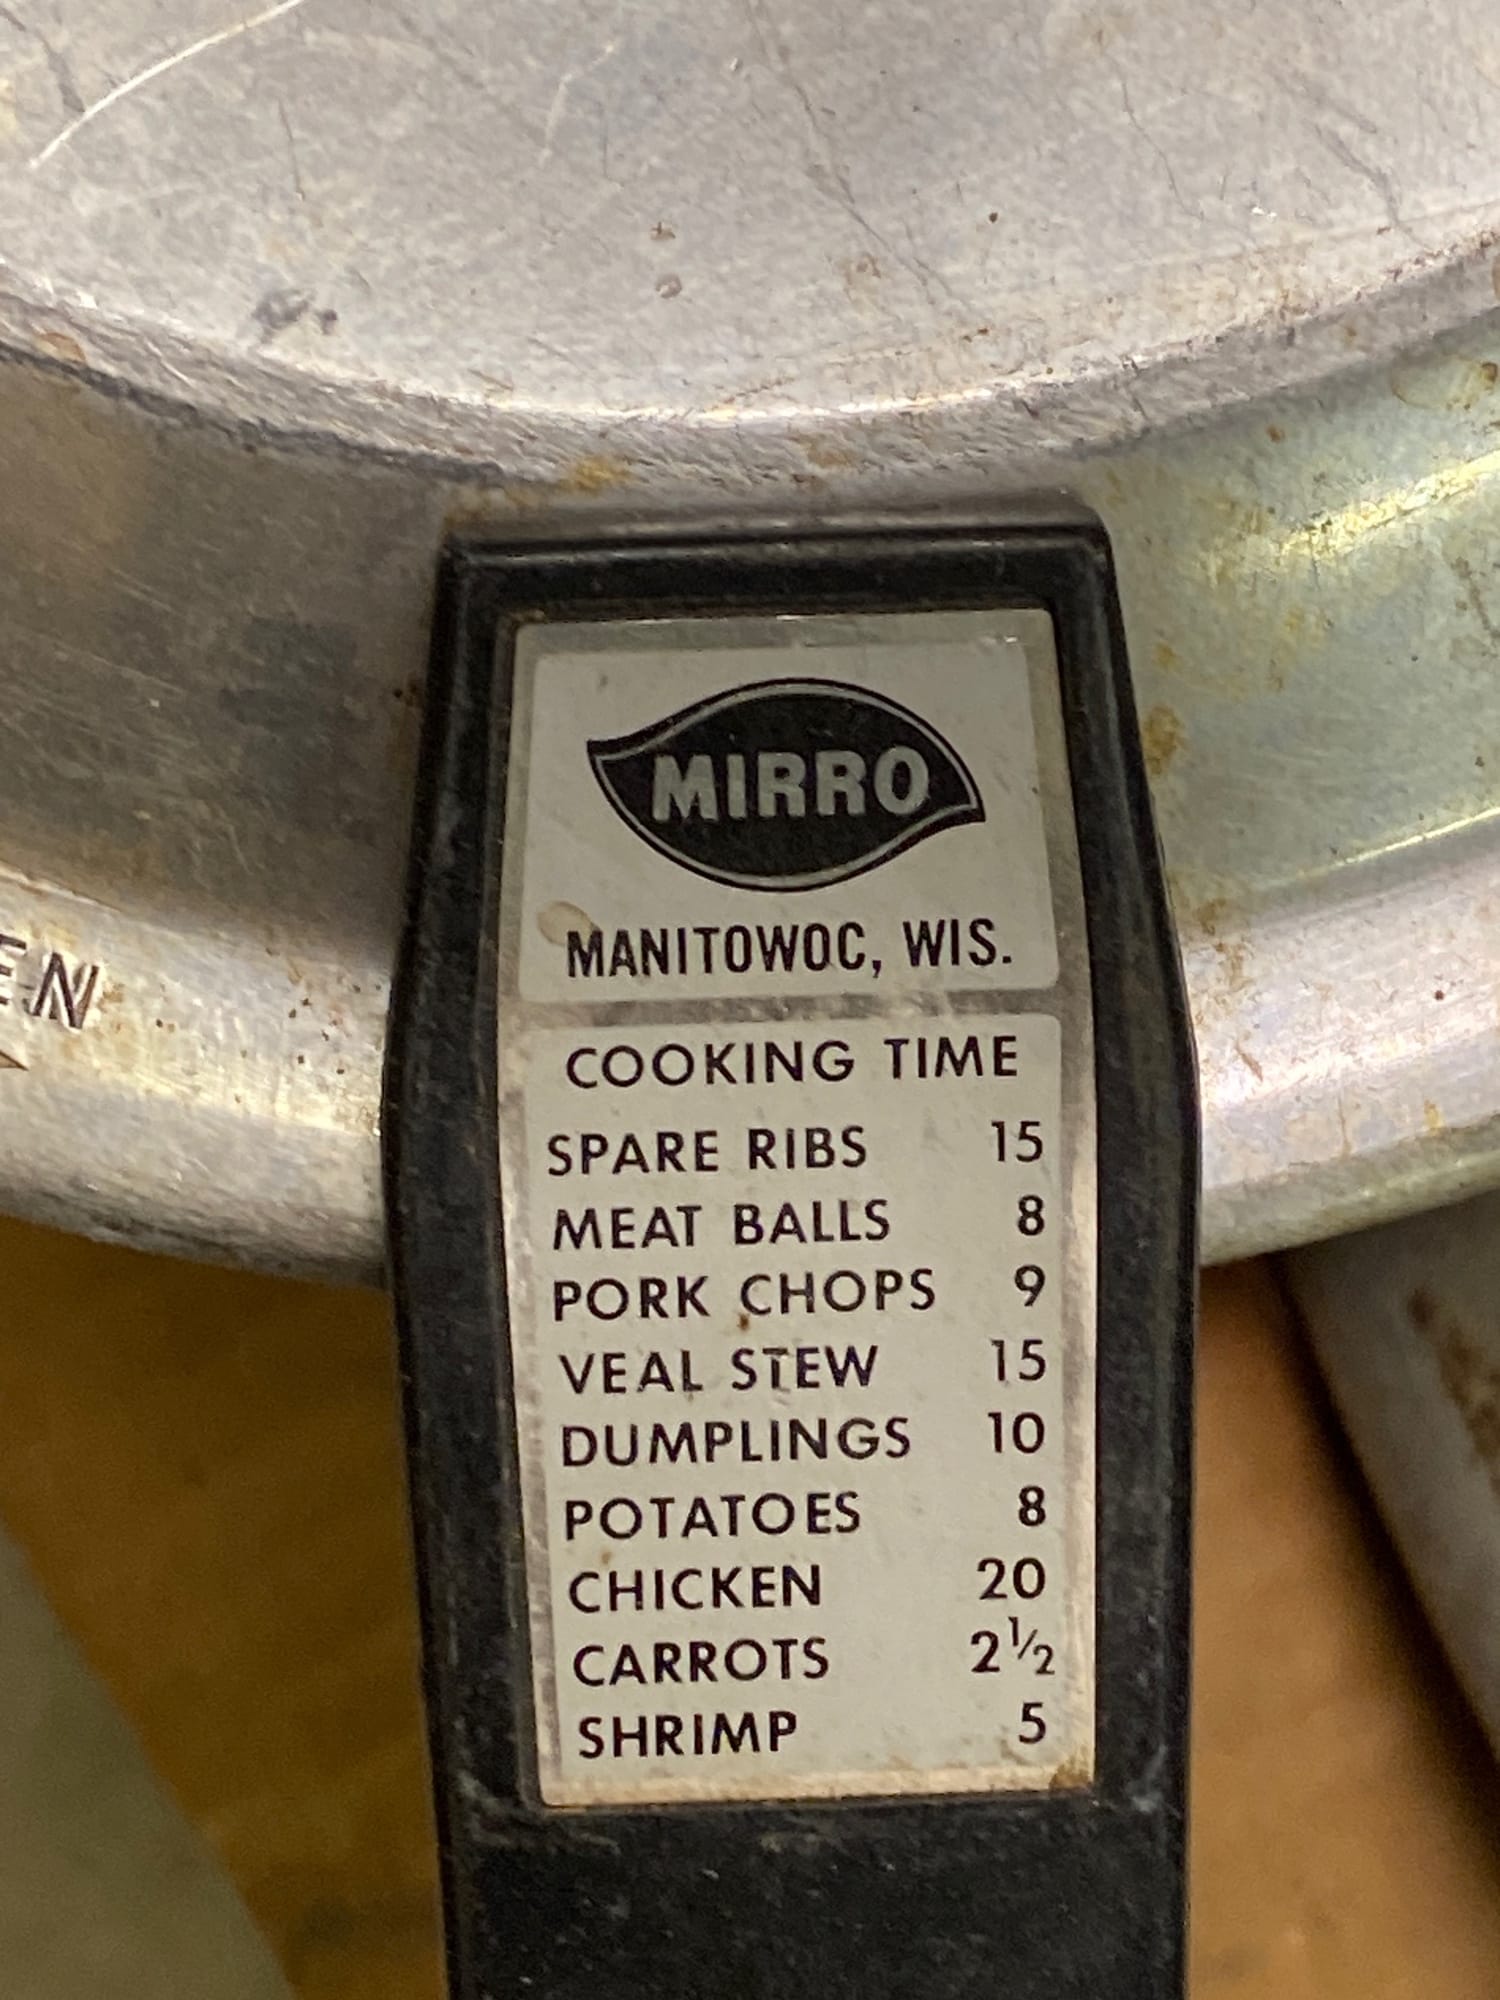 MIRRO
MANITOWOC, WIS.
COOKING TIME
SPARE RIBS 15
MEAT BALLS 8
PORK CHOPS 9
VEAL STEW 15
DUMPLINGS 10
POTATOES 8
CHICKEN 20
CARROTS 2½
SHRIMP 5